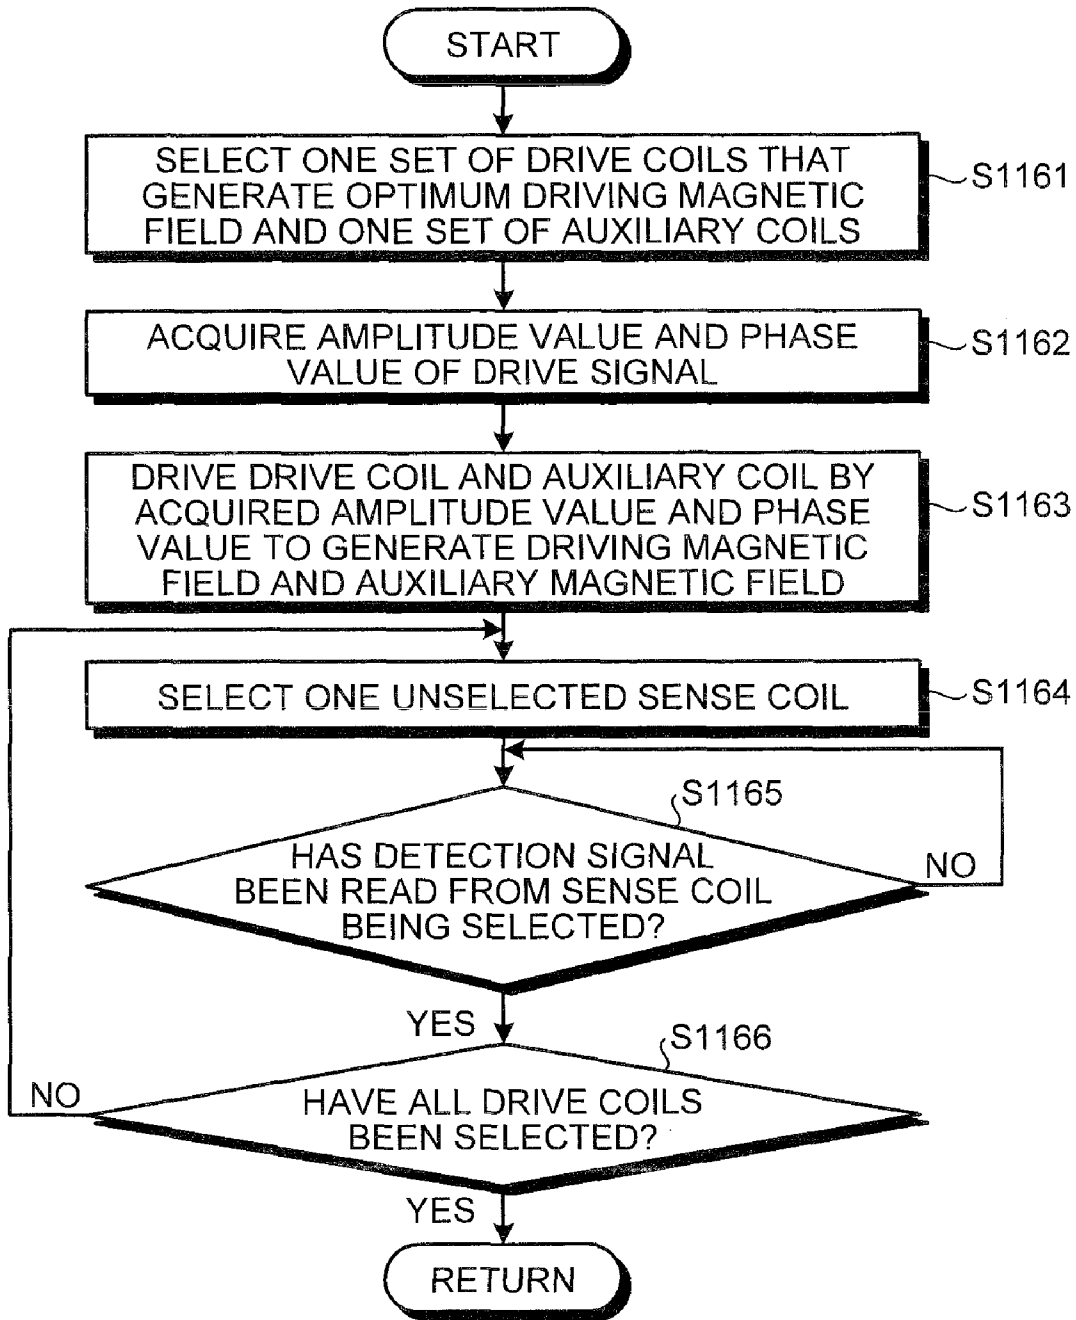 START
SELECT ONE SET OF DRIVE COILS THAT
GENERATE OPTIMUM DRIVING MAGNETIC
FIELD AND ONE SET OF AUXILIARY COILS
S1161
ACQUIRE AMPLITUDE VALUE AND PHASE
VALUE OF DRIVE SIGNAL
S1162
DRIVE DRIVE COIL AND AUXILIARY COIL BY
ACQUIRED AMPLITUDE VALUE AND PHASE
VALUE TO GENERATE DRIVING MAGNETIC
FIELD AND AUXILIARY MAGNETIC FIELD
S1163
SELECT ONE UNSELECTED SENSE COIL
S1164
S1165
HAS DETECTION SIGNAL
BEEN READ FROM SENSE COIL
BEING SELECTED?
NO
YES
S1166
HAVE ALL DRIVE COILS
BEEN SELECTED?
NO
YES
RETURN